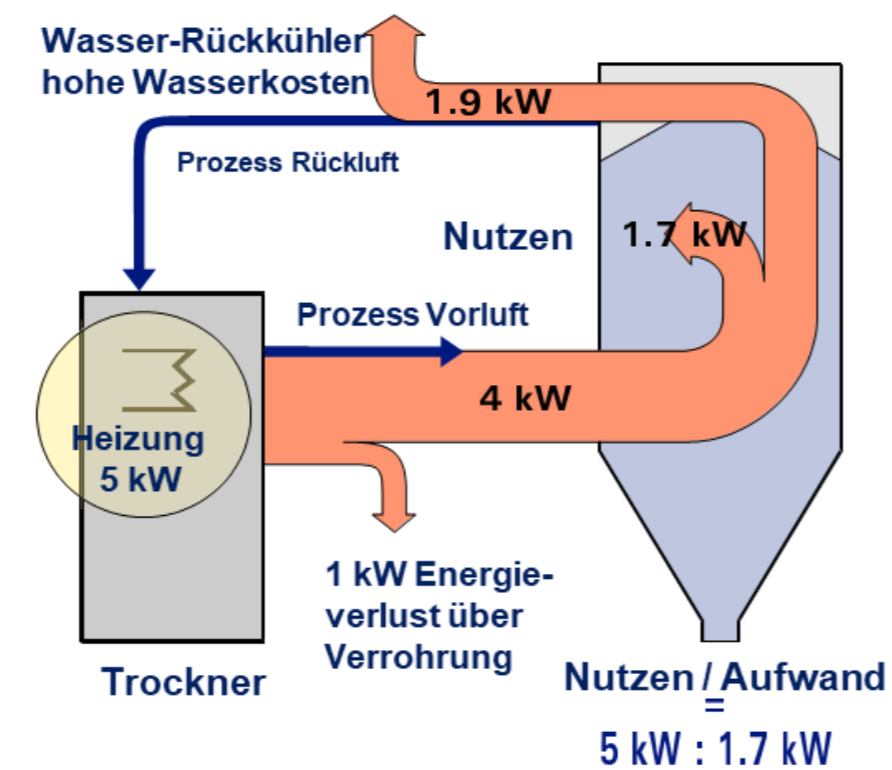 Wasser-Rückkühler
hohe Wasserkosten
1.9 kW
Prozess Rückluft
Nutzen
1.7 kW
Prozess Vorluft
4 kW
Heizung
5 kW
1 kW Energie-
verlust über
Verrohrung
Trockner
Nutzen / Aufwand
=
5 kW : 1.7 kW